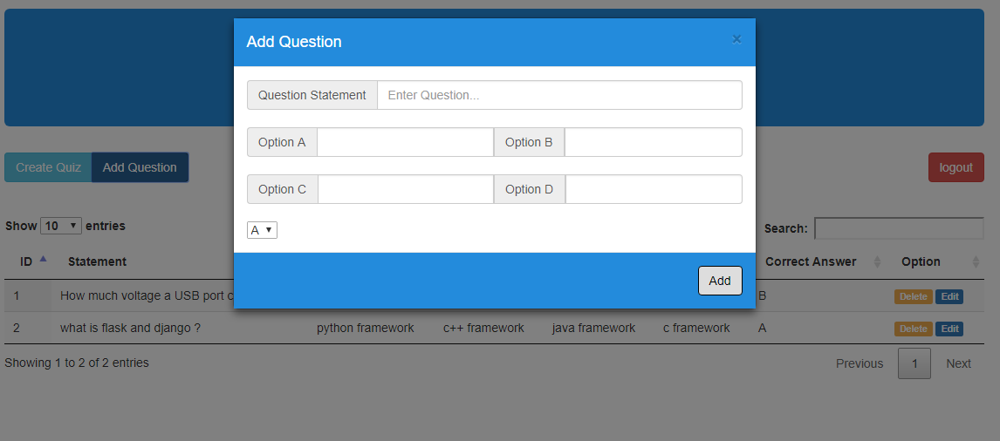 Add Question ×
Question Statement Enter Question...
Option A Option B
Create Quiz Add Question logout
Option C Option D
Show 10 entries Search:
A
ID Statement Correct Answer Option
Add
1 How much voltage a USB port B Delete Edit
2 what is flask and django ? python framework c++ framework java framework c framework A Delete Edit
Showing 1 to 2 of 2 entries Previous 1 Next